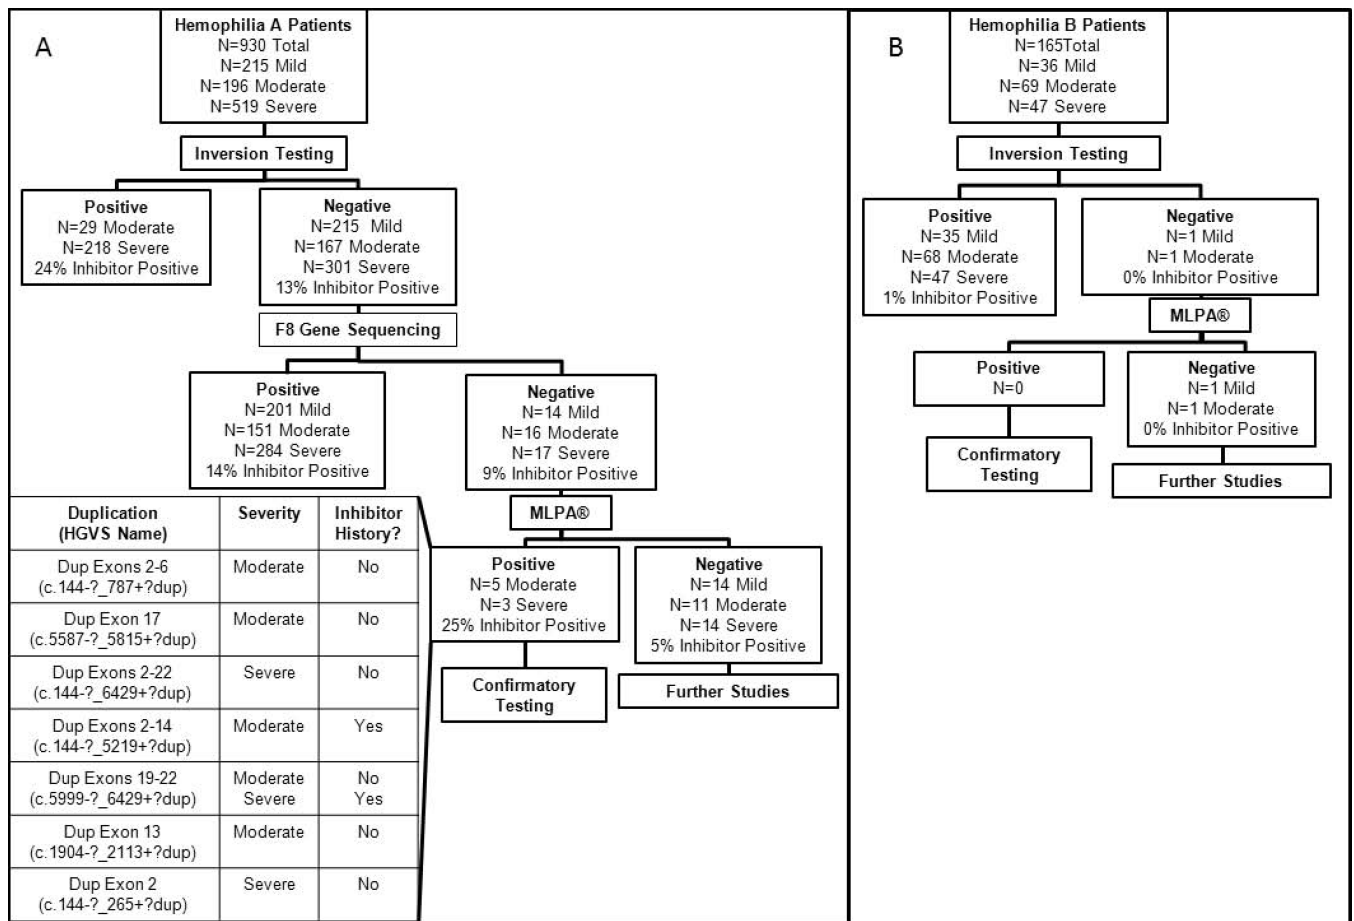 A
Hemophilia A Patients
N=930 Total
N=215 Mild
N=196 Moderate
N=519 Severe
Inversion Testing
Positive
N=29 Moderate
N=218 Severe
24% Inhibitor Positive
Negative
N=215 Mild
N=167 Moderate
N=301 Severe
13% Inhibitor Positive
F8 Gene Sequencing
Positive
N=201 Mild
N=151 Moderate
N=284 Severe
14% Inhibitor Positive
Negative
N=14 Mild
N=16 Moderate
N=17 Severe
9% Inhibitor Positive
MLPA®
Positive
N=5 Moderate
N=3 Severe
25% Inhibitor Positive
Negative
N=14 Mild
N=11 Moderate
N=14 Severe
5% Inhibitor Positive
Confirmatory
Testing
Further Studies
Duplication
(HGVS Name)
Severity
Inhibitor
History?
Dup Exons 2-6
(c.144-?_787+?dup)
Moderate
No
Dup Exon 17
(c.5587-?_5815+?dup)
Moderate
No
Dup Exons 2-22
(c.144-?_6429+?dup)
Severe
No
Dup Exons 2-14
(c.144-?_5219+?dup)
Moderate
Yes
Dup Exons 19-22
(c.5999-?_6429+?dup)
Moderate
Severe
No
Yes
Dup Exon 13
(c.1904-?_2113+?dup)
Moderate
No
Dup Exon 2
(c.144-?_265+?dup)
Severe
No
B
Hemophilia B Patients
N=165Total
N=36 Mild
N=69 Moderate
N=47 Severe
Inversion Testing
Positive
N=35 Mild
N=68 Moderate
N=47 Severe
1% Inhibitor Positive
Negative
N=1 Mild
N=1 Moderate
0% Inhibitor Positive
MLPA®
Positive
N=0
Negative
N=1 Mild
N=1 Moderate
0% Inhibitor Positive
Confirmatory
Testing
Further Studies